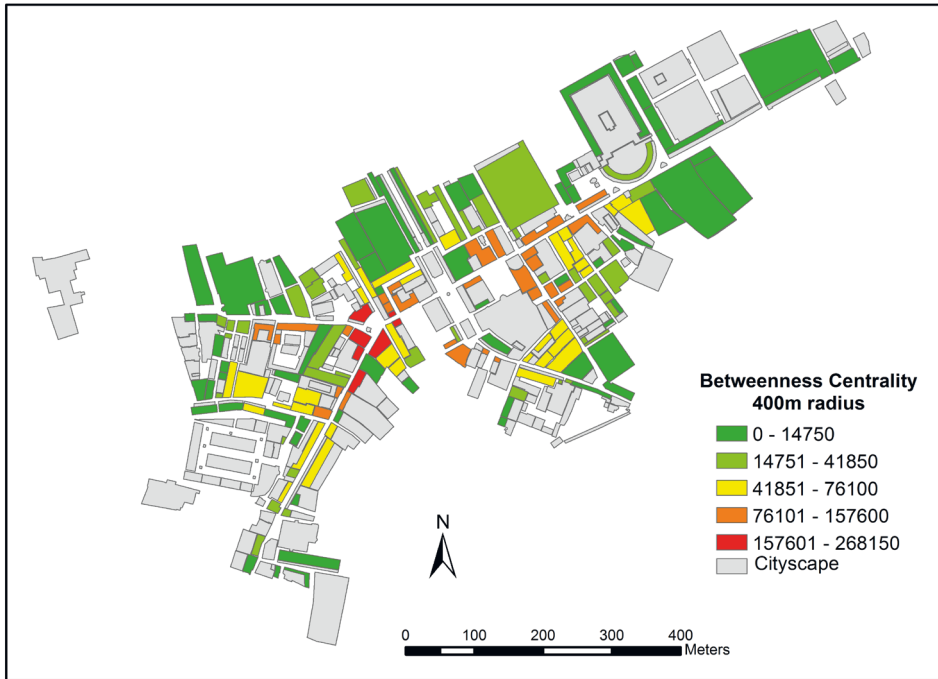 Betweenness Centrality
400m radius
0 - 14750
14751 - 41850
41851 - 76100
76101 - 157600
157601 - 268150
Cityscape
N
0 100 200 300 400
Meters